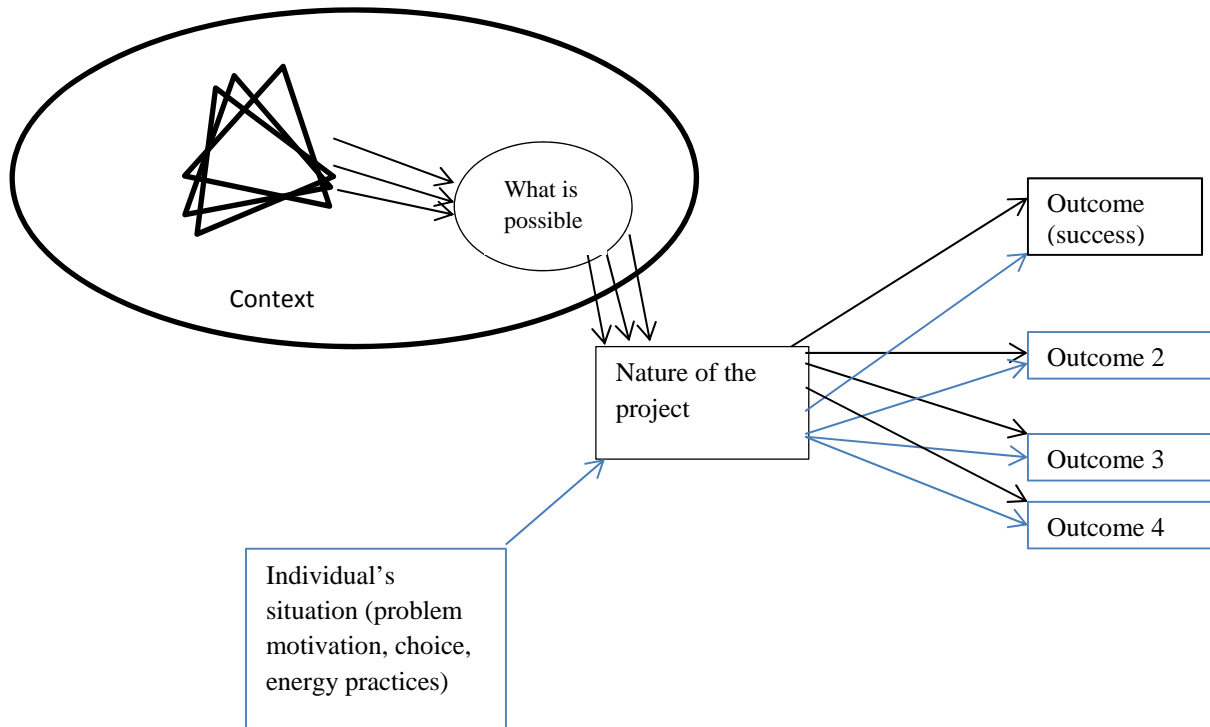 What is
possible
Context
Outcome
(success)
Nature of the
project
Outcome 2
Outcome 3
Outcome 4
Individual’s
situation (problem
motivation, choice,
energy practices)